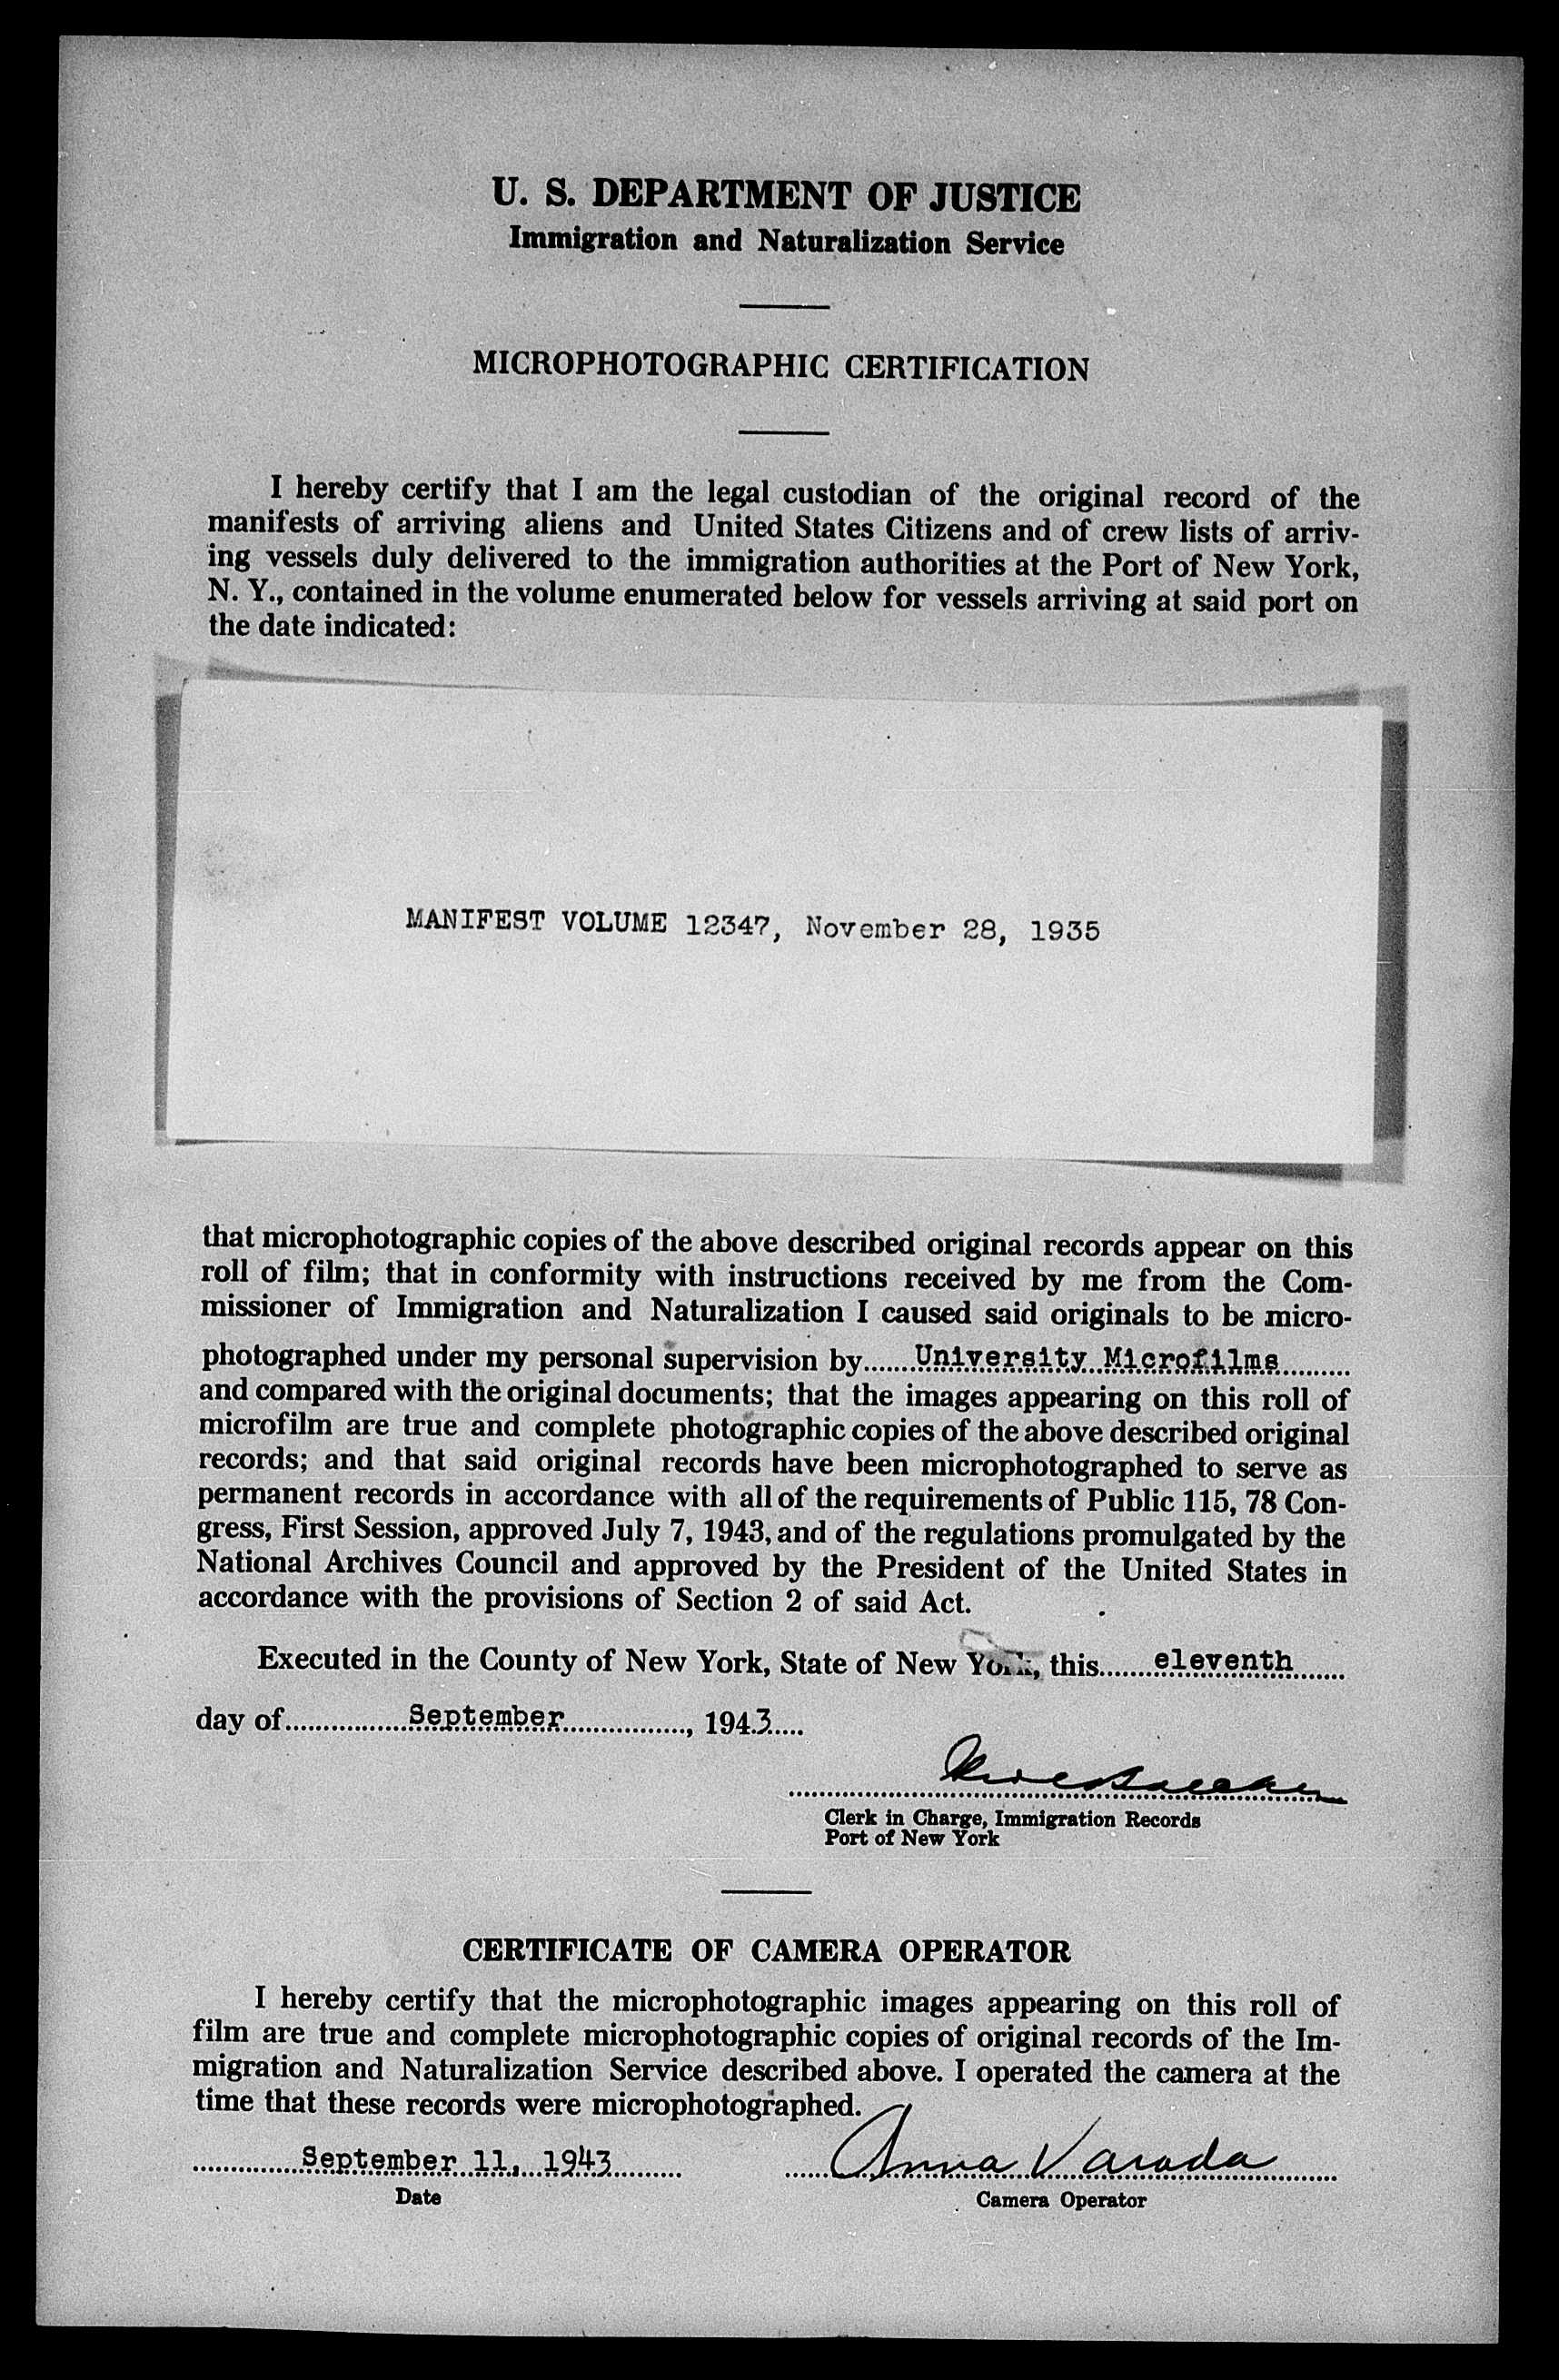 U. S. DEPARTMENT OF JUSTICE
Immigration and Naturalization Service
MICROPHOTOGRAPHIC CERTIFICATION
I hereby certify that I am the legal custodian of the original record of the
manifests of arriving aliens and United States Citizens and of crew lists of arriv-
ing vessels duly delivered to the immigration authorities at the Port of New York,
N. Y., contained in the volume enumerated below for vessels arriving at said port on
the date indicated:
MANIFEST VOLUME 12347, November 28, 1935
that microphotographic copies of the above described original records appear on this
roll of film; that in conformity with instructions received by me from the Com-
missioner of Immigration and Naturalization I caused said originals to be micro-
photographed under my personal supervision by......University Microfilms..........
and compared with the original documents; that the images appearing on this roll of
microfilm are true and complete photographic copies of the above described original
records; and that said original records have been microphotographed to serve as
permanent records in accordance with all of the requirements of Public 115, 78 Con-
gress, First Session, approved July 7, 1943, and of the regulations promulgated by the
National Archives Council and approved by the President of the United States in
accordance with the provisions of Section 2 of said Act.
Executed in the County of New York, State of New York, this.......eleventh.......
day of................September................, 1943.....
Clerk in Charge, Immigration Records
Port of New York
CERTIFICATE OF CAMERA OPERATOR
I hereby certify that the microphotographic images appearing on this roll of
film are true and complete microphotographic copies of original records of the Im-
migration and Naturalization Service described above. I operated the camera at the
time that these records were microphotographed.
September 11, 1943 Anna Varada
Date Camera Operator